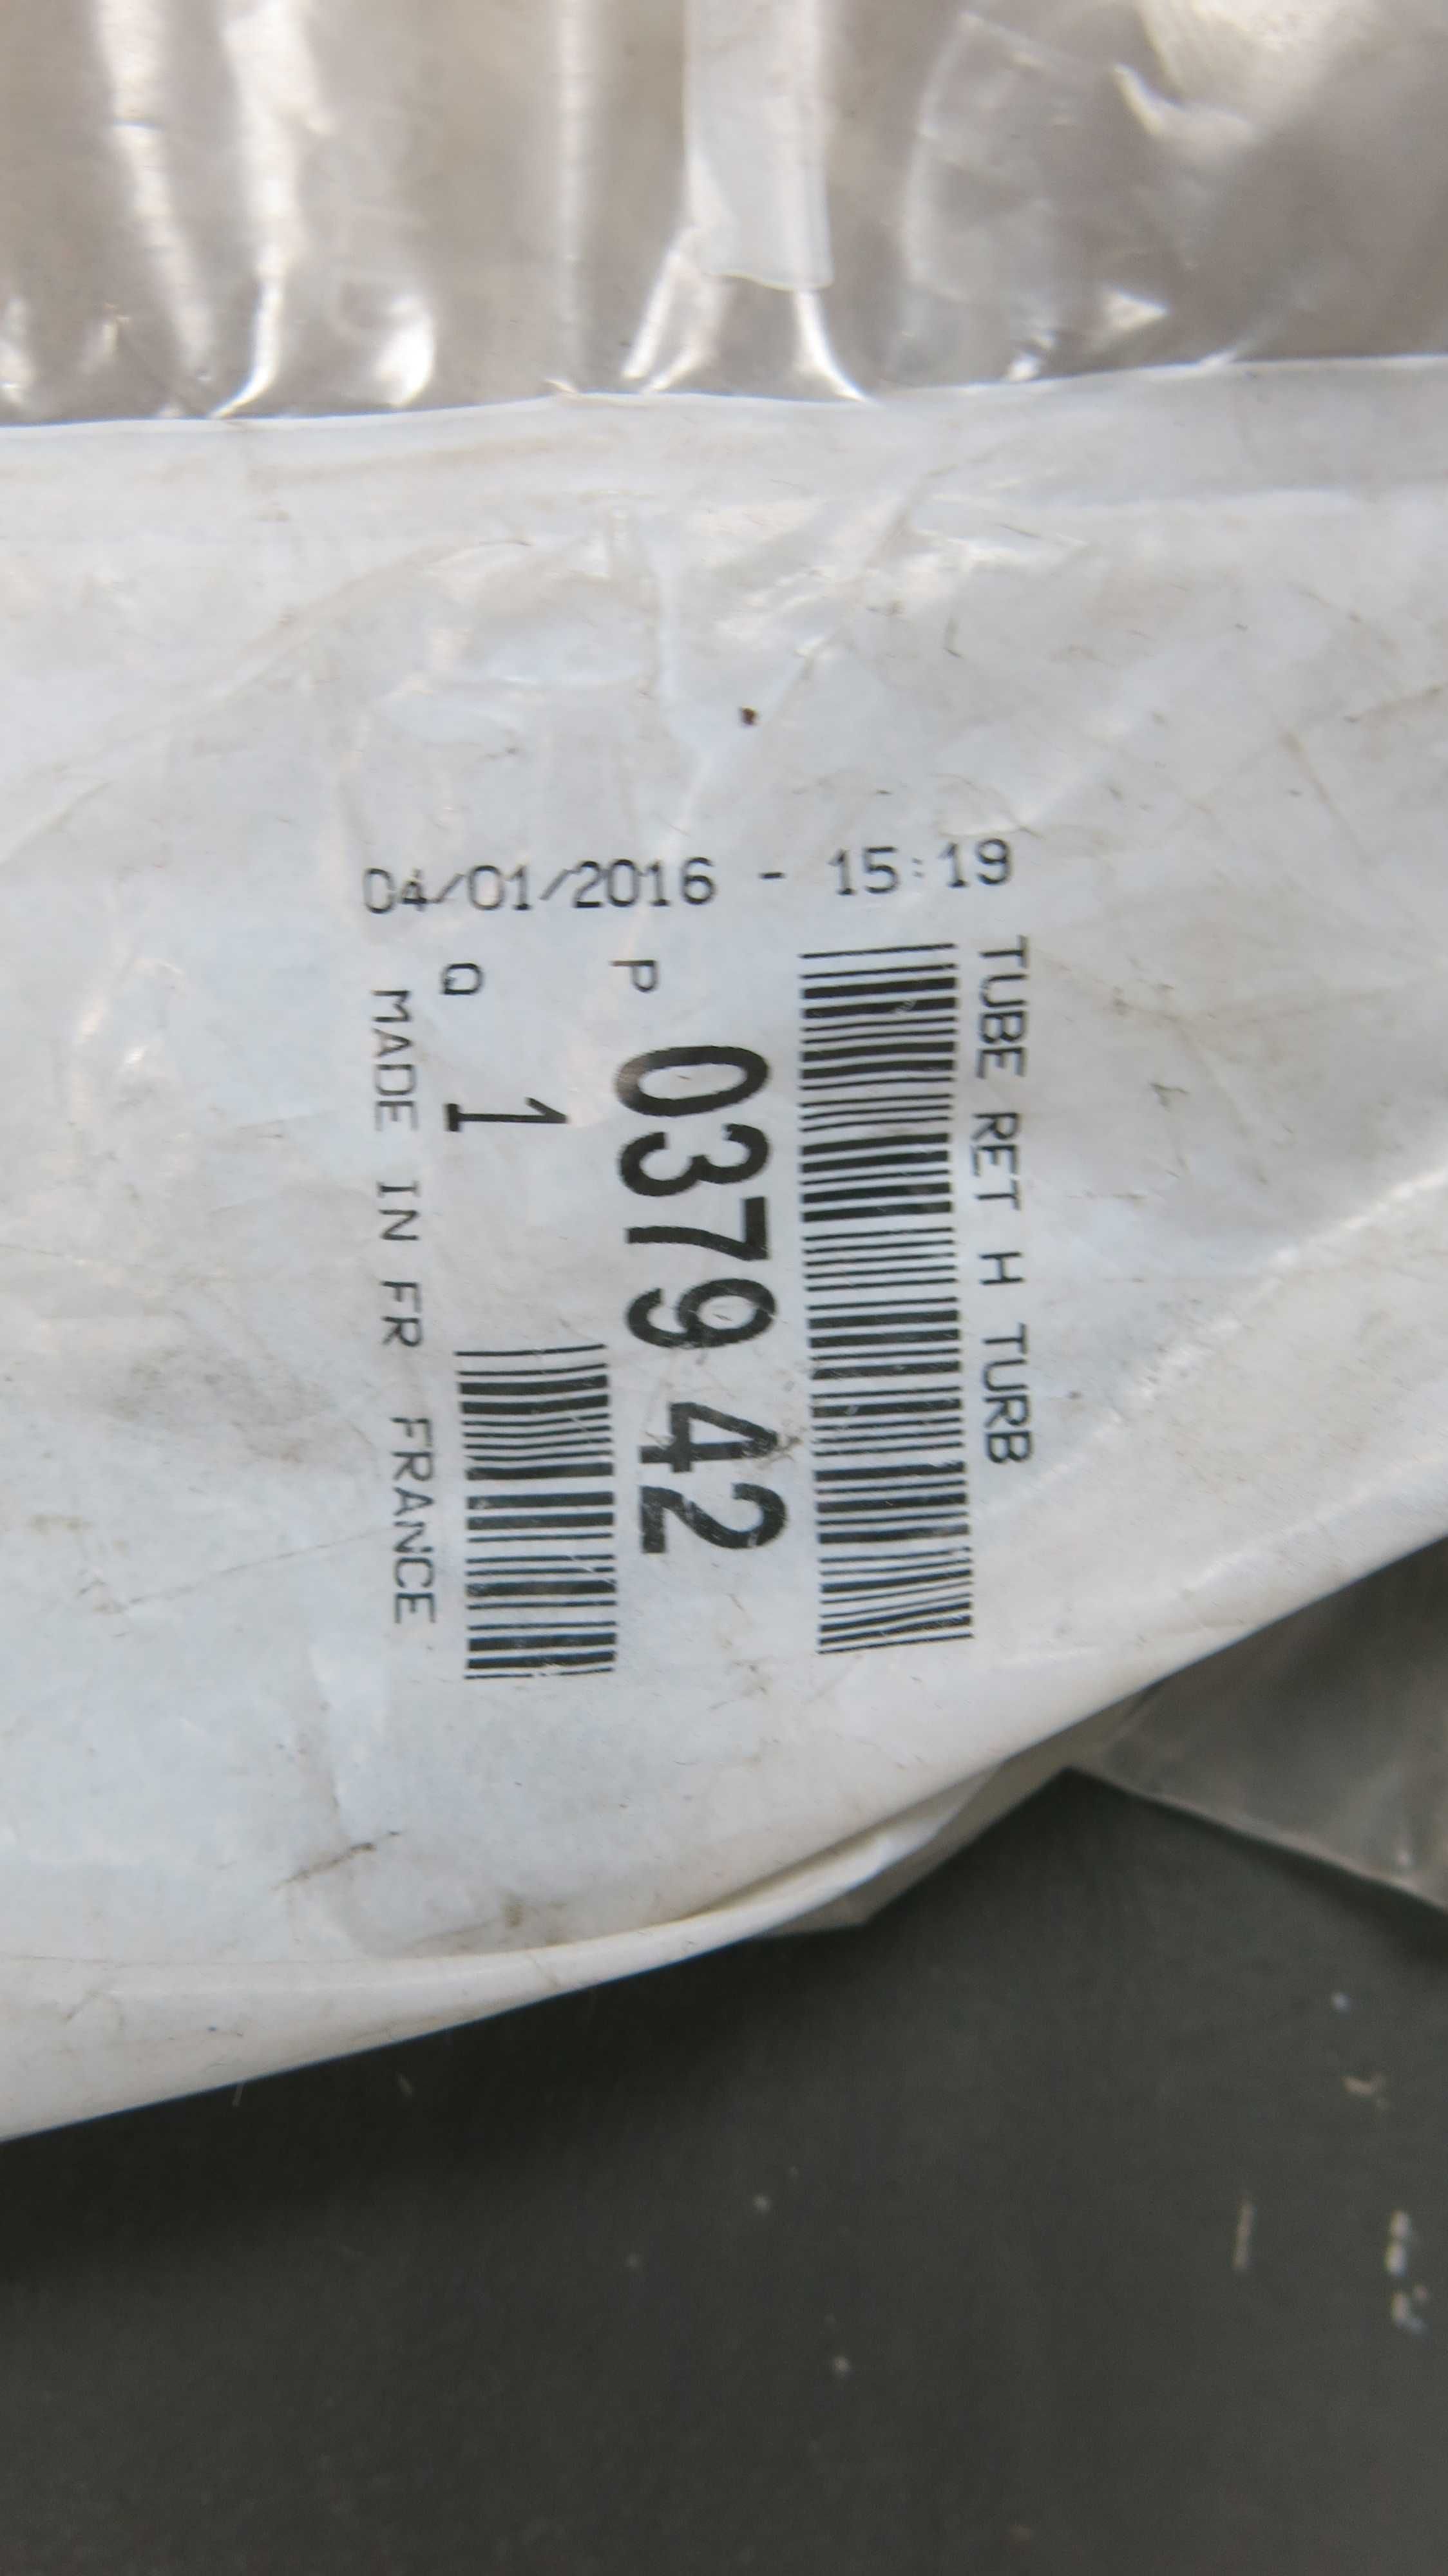 04/01/2016 - 15:19
TUBE RET H TURB
P 0379 42
Q 1
MADE IN FR FRANCE